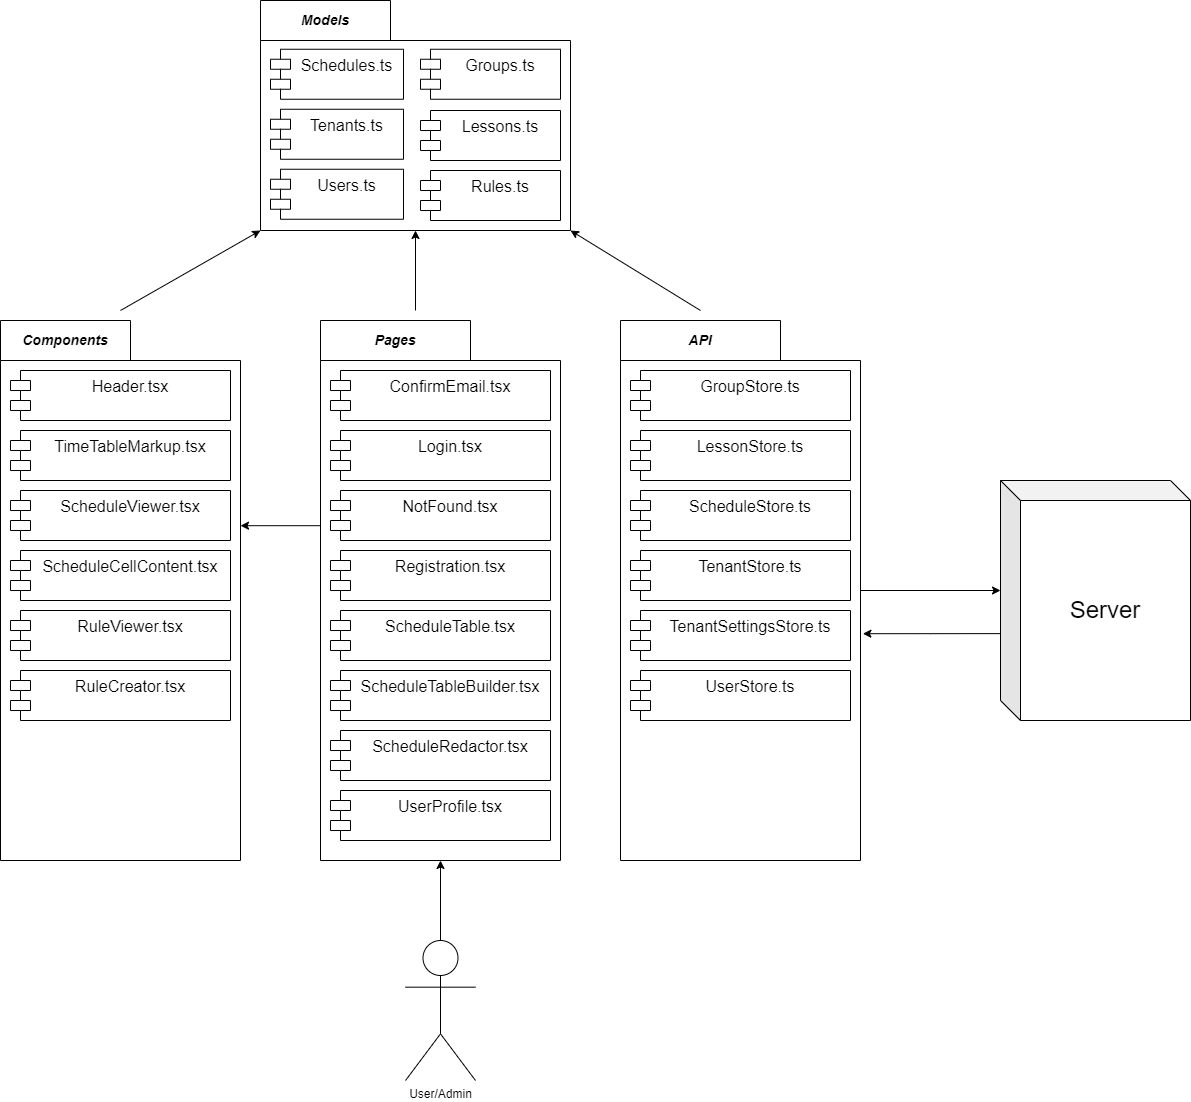 Models
Schedules.ts
Groups.ts
Tenants.ts
Lessons.ts
Users.ts
Rules.ts
Components
Header.tsx
TimeTableMarkup.tsx
ScheduleViewer.tsx
ScheduleCellContent.tsx
RuleViewer.tsx
RuleCreator.tsx
Pages
ConfirmEmail.tsx
Login.tsx
NotFound.tsx
Registration.tsx
ScheduleTable.tsx
ScheduleTableBuilder.tsx
ScheduleRedactor.tsx
UserProfile.tsx
API
GroupStore.ts
LessonStore.ts
ScheduleStore.ts
TenantStore.ts
TenantSettingsStore.ts
UserStore.ts
Server
User/Admin